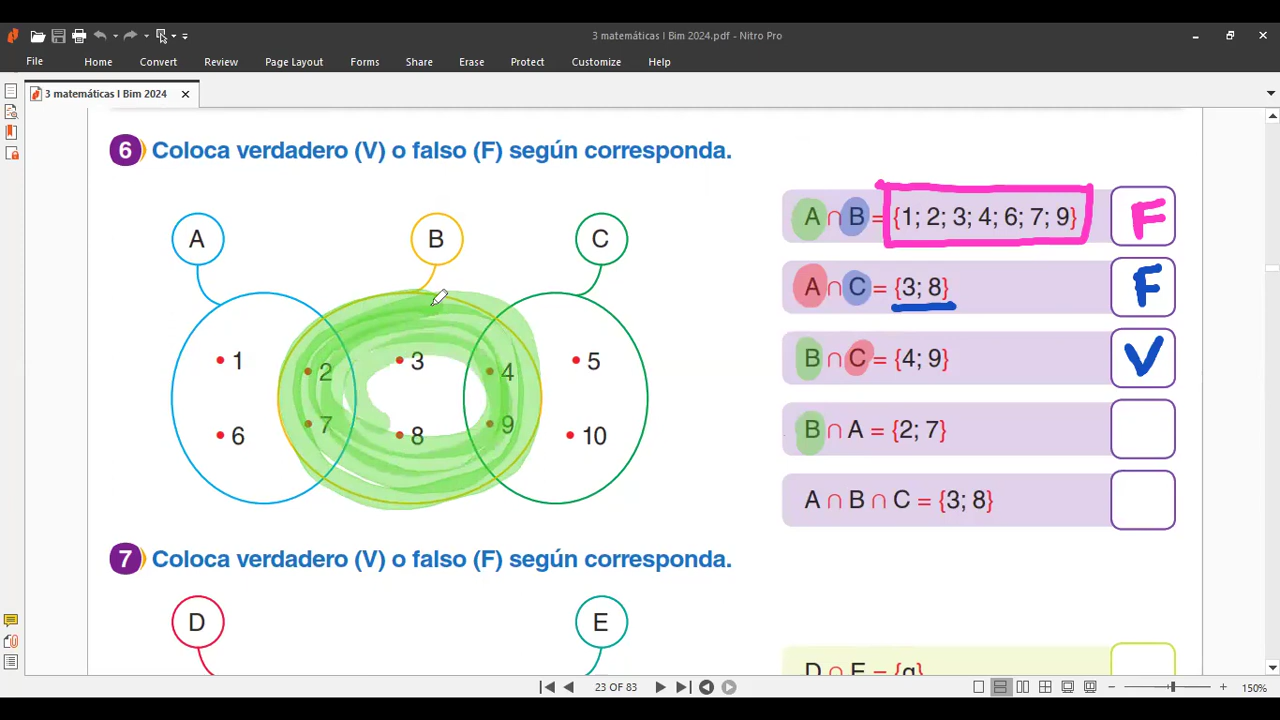 3 matemáticas I Bim 2024.pdf - Nitro Pro
File Home Convert Review Page Layout Forms Share Erase Protect Customize Help
3 matemáticas I Bim 2024
6 Coloca verdadero (V) o falso (F) según corresponda.
A B C
1 2 3 4 5
6 7 8 9 10
A ∩ B = {1; 2; 3; 4; 6; 7; 9} F
A ∩ C = {3; 8} F
B ∩ C = {4; 9} V
B ∩ A = {2; 7}
A ∩ B ∩ C = {3; 8}
7 Coloca verdadero (V) o falso (F) según corresponda.
D E
D ∩ E = {g}
23 OF 83
150%